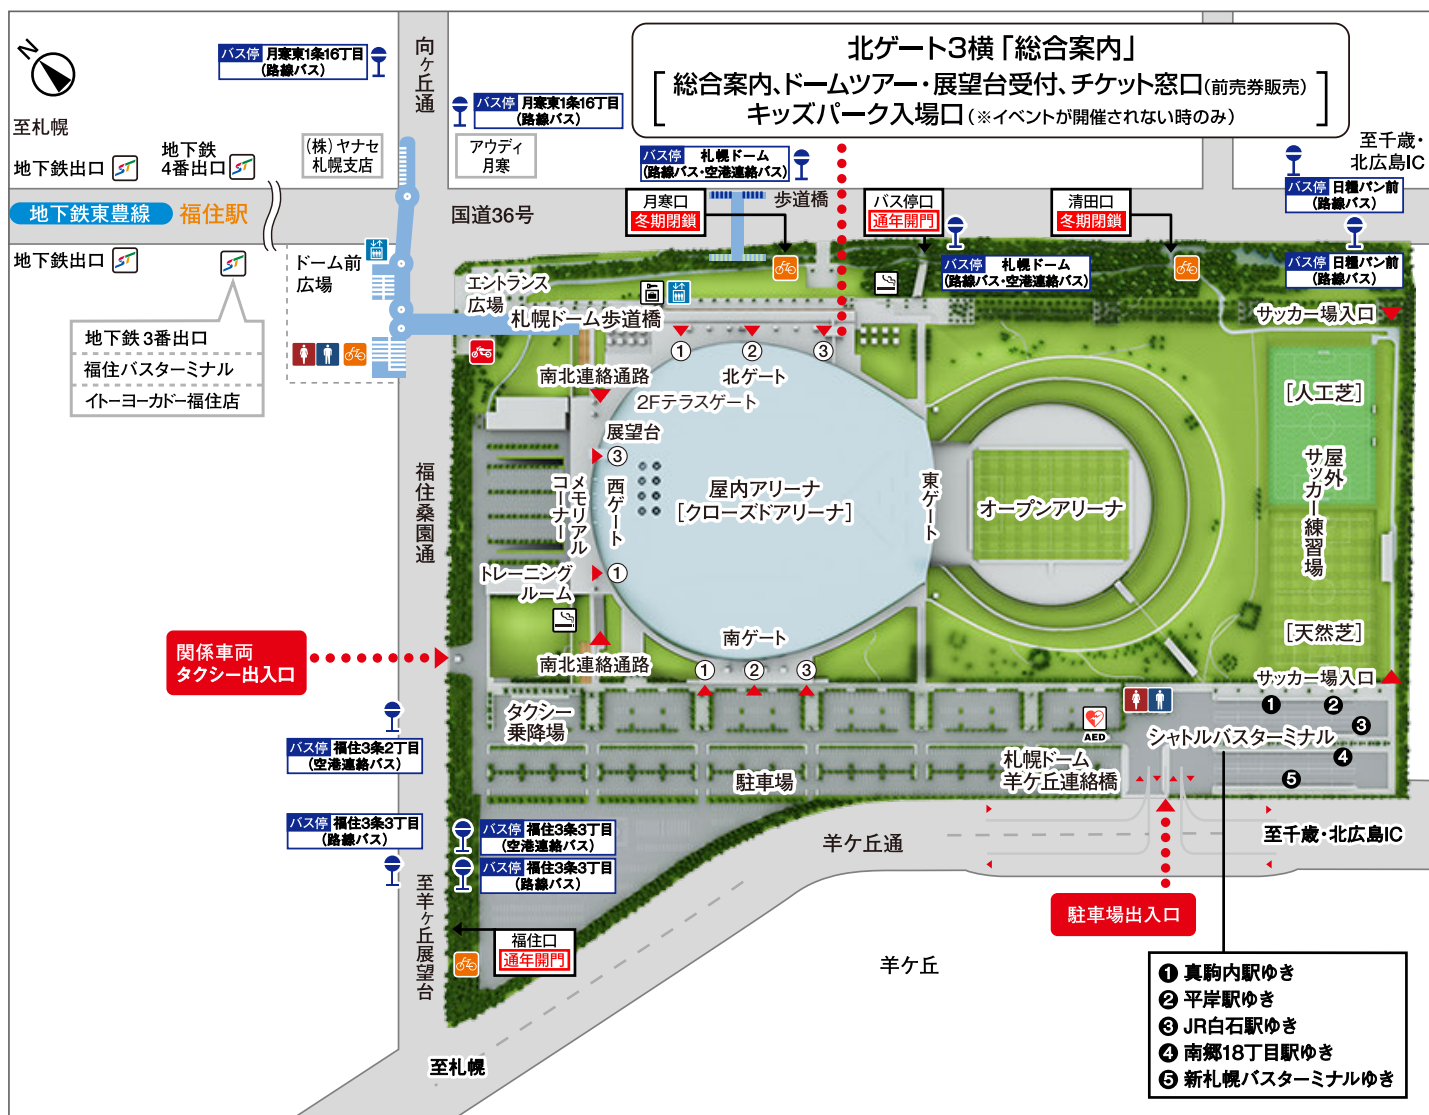 N
至札幌
バス停 月寒東1条16丁目
(路線バス)
向ヶ丘通
バス停 月寒東1条16丁目
(路線バス)
北ゲート3横「総合案内」
総合案内、ドームツアー・展望台受付、チケット窓口(前売券販売)
キッズパーク入場口(※イベントが開催されない時のみ)
至千歳・
北広島IC
地下鉄出口
地下鉄
4番出口
(株)ヤナセ
札幌支店
アウディ
月寒
バス停 札幌ドーム
(路線バス・空港連絡バス)
歩道橋
月寒口
冬期閉鎖
バス停口
通年開門
清田口
冬期閉鎖
バス停 日糧パン前
(路線バス)
地下鉄東豊線 福住駅
国道36号
地下鉄出口
ドーム前
広場
バス停 札幌ドーム
(路線バス・空港連絡バス)
バス停 日糧パン前
(路線バス)
エントランス
広場
札幌ドーム歩道橋
サッカー場入口
地下鉄3番出口
福住バスターミナル
イトーヨーカドー福住店
①
②
③
北ゲート
南北連絡通路
2Fテラスゲート
展望台
③
西ゲート
メモリアル
コーナー
①
屋内アリーナ
[クローズドアリーナ]
東ゲート
オープンアリーナ
[人工芝]
屋外
サッカー練習場
[天然芝]
福住桑園通
トレーニング
ルーム
南ゲート
南北連絡通路
①
②
③
サッカー場入口
関係車両
タクシー出入口
タクシー
乗降場
AED
❶
❷
❸
シャトルバスターミナル
❹
❺
バス停 福住3条2丁目
(空港連絡バス)
駐車場
札幌ドーム
羊ケ丘連絡橋
バス停 福住3条3丁目
(路線バス)
バス停 福住3条3丁目
(空港連絡バス)
バス停 福住3条3丁目
(路線バス)
羊ケ丘通
至千歳・北広島IC
至羊ヶ丘展望台
福住口
通年開門
駐車場出入口
羊ケ丘
至札幌
❶ 真駒内駅ゆき
❷ 平岸駅ゆき
❸ JR白石駅ゆき
❹ 南郷18丁目駅ゆき
❺ 新札幌バスターミナルゆき